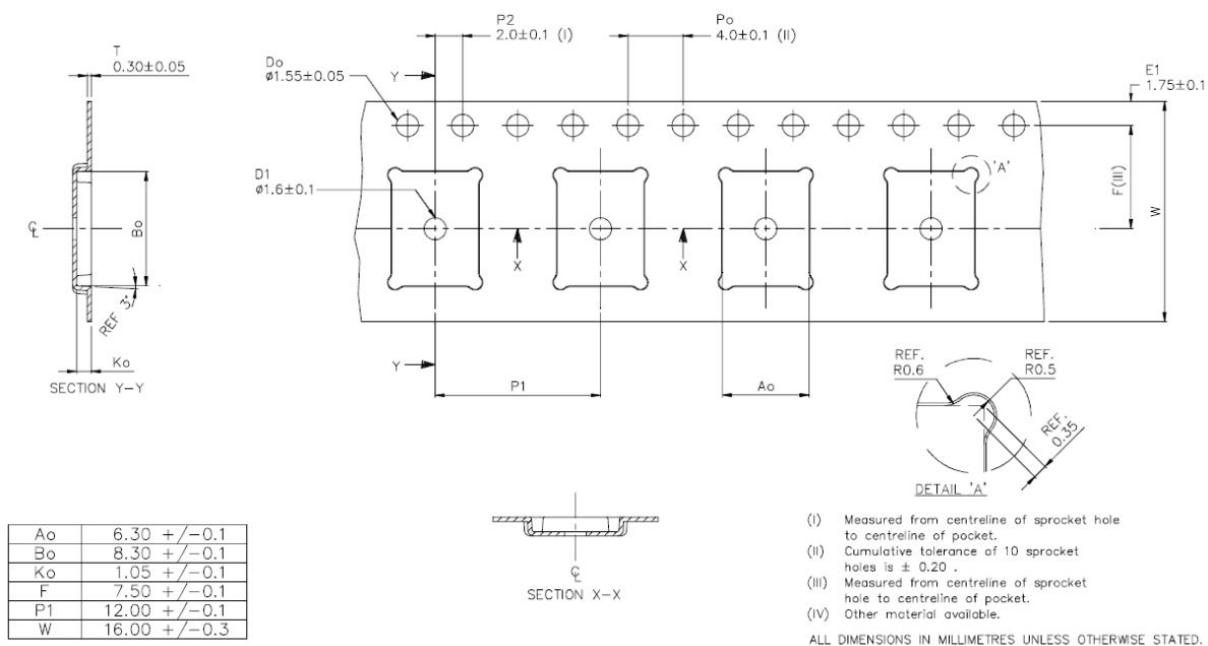 P2
2.0±0.1 (I)
Po
4.0±0.1 (II)
T
0.30±0.05
Do
ø1.55±0.05
Y
E1
1.75±0.1
D1
ø1.6±0.1
'A'
F(III)
W
Bo
℄
X
X
REF 3°
Ko
SECTION Y-Y
Y
P1
Ao
REF.
R0.6
REF.
R0.5
REF.
0.35
DETAIL 'A'
Ao 6.30 +/-0.1
Bo 8.30 +/-0.1
Ko 1.05 +/-0.1
F 7.50 +/-0.1
P1 12.00 +/-0.1
W 16.00 +/-0.3
℄
SECTION X-X
(I) Measured from centreline of sprocket hole
to centreline of pocket.
(II) Cumulative tolerance of 10 sprocket
holes is ± 0.20 .
(III) Measured from centreline of sprocket
hole to centreline of pocket.
(IV) Other material available.
ALL DIMENSIONS IN MILLIMETRES UNLESS OTHERWISE STATED.